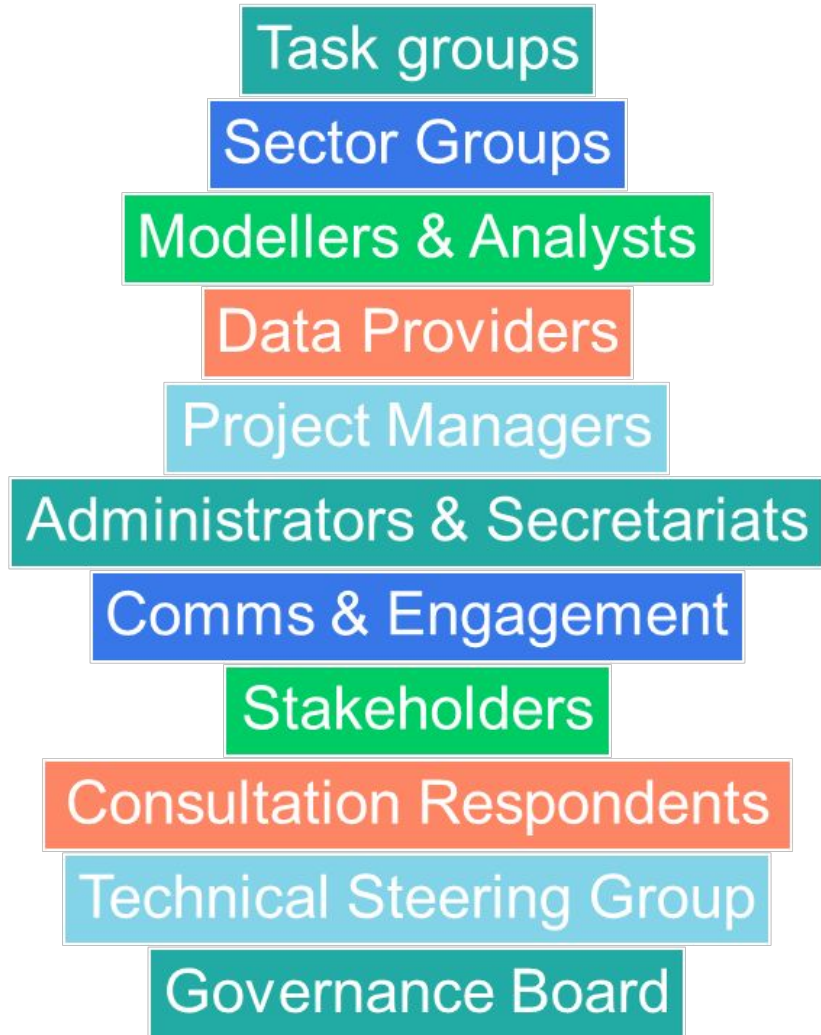 Task groups
Sector Groups
Modellers & Analysts
Data Providers
Project Managers
Administrators & Secretariats
Comms & Engagement
Stakeholders
Consultation Respondents
Technical Steering Group
Governance Board